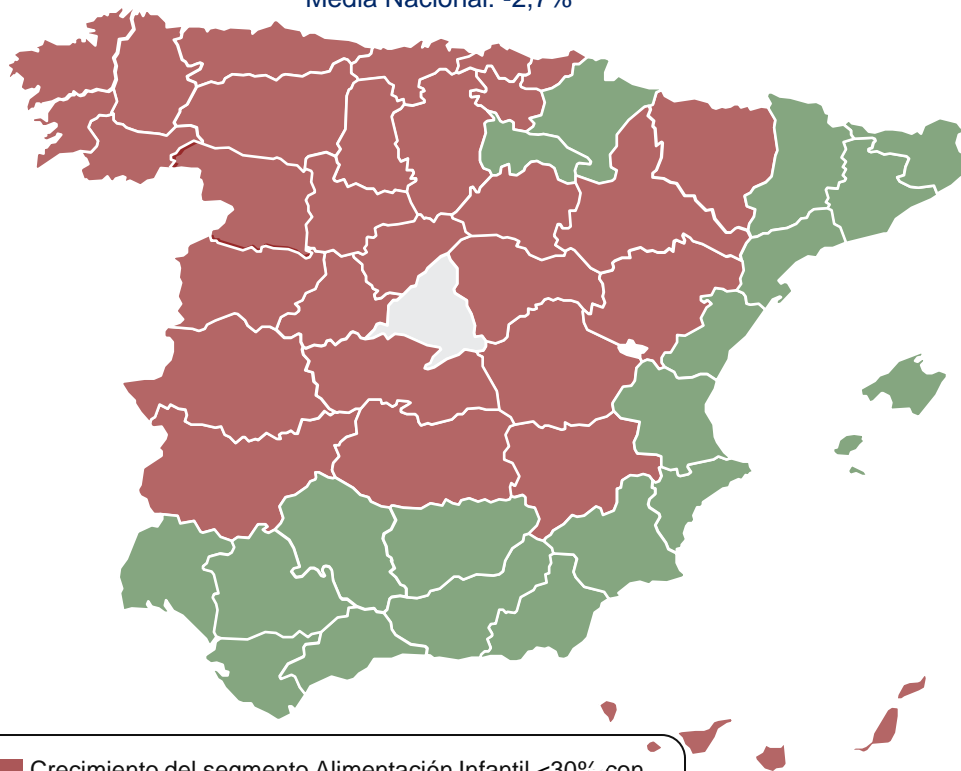 Media Nacional: -2,7%
Crecimiento del segmento Alimentación Infantil <30% con